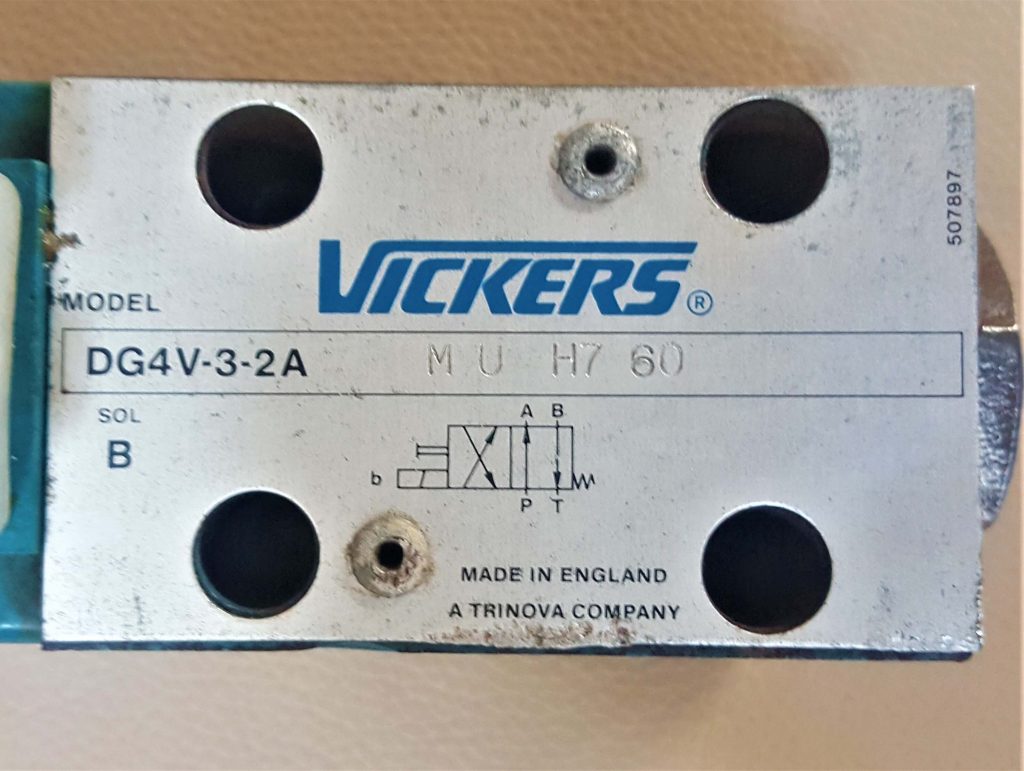 507897
VICKERS®
MODEL
DG4V-3-2A M U H7 60
SOL
B
A B
b
P T
MADE IN ENGLAND
A TRINOVA COMPANY